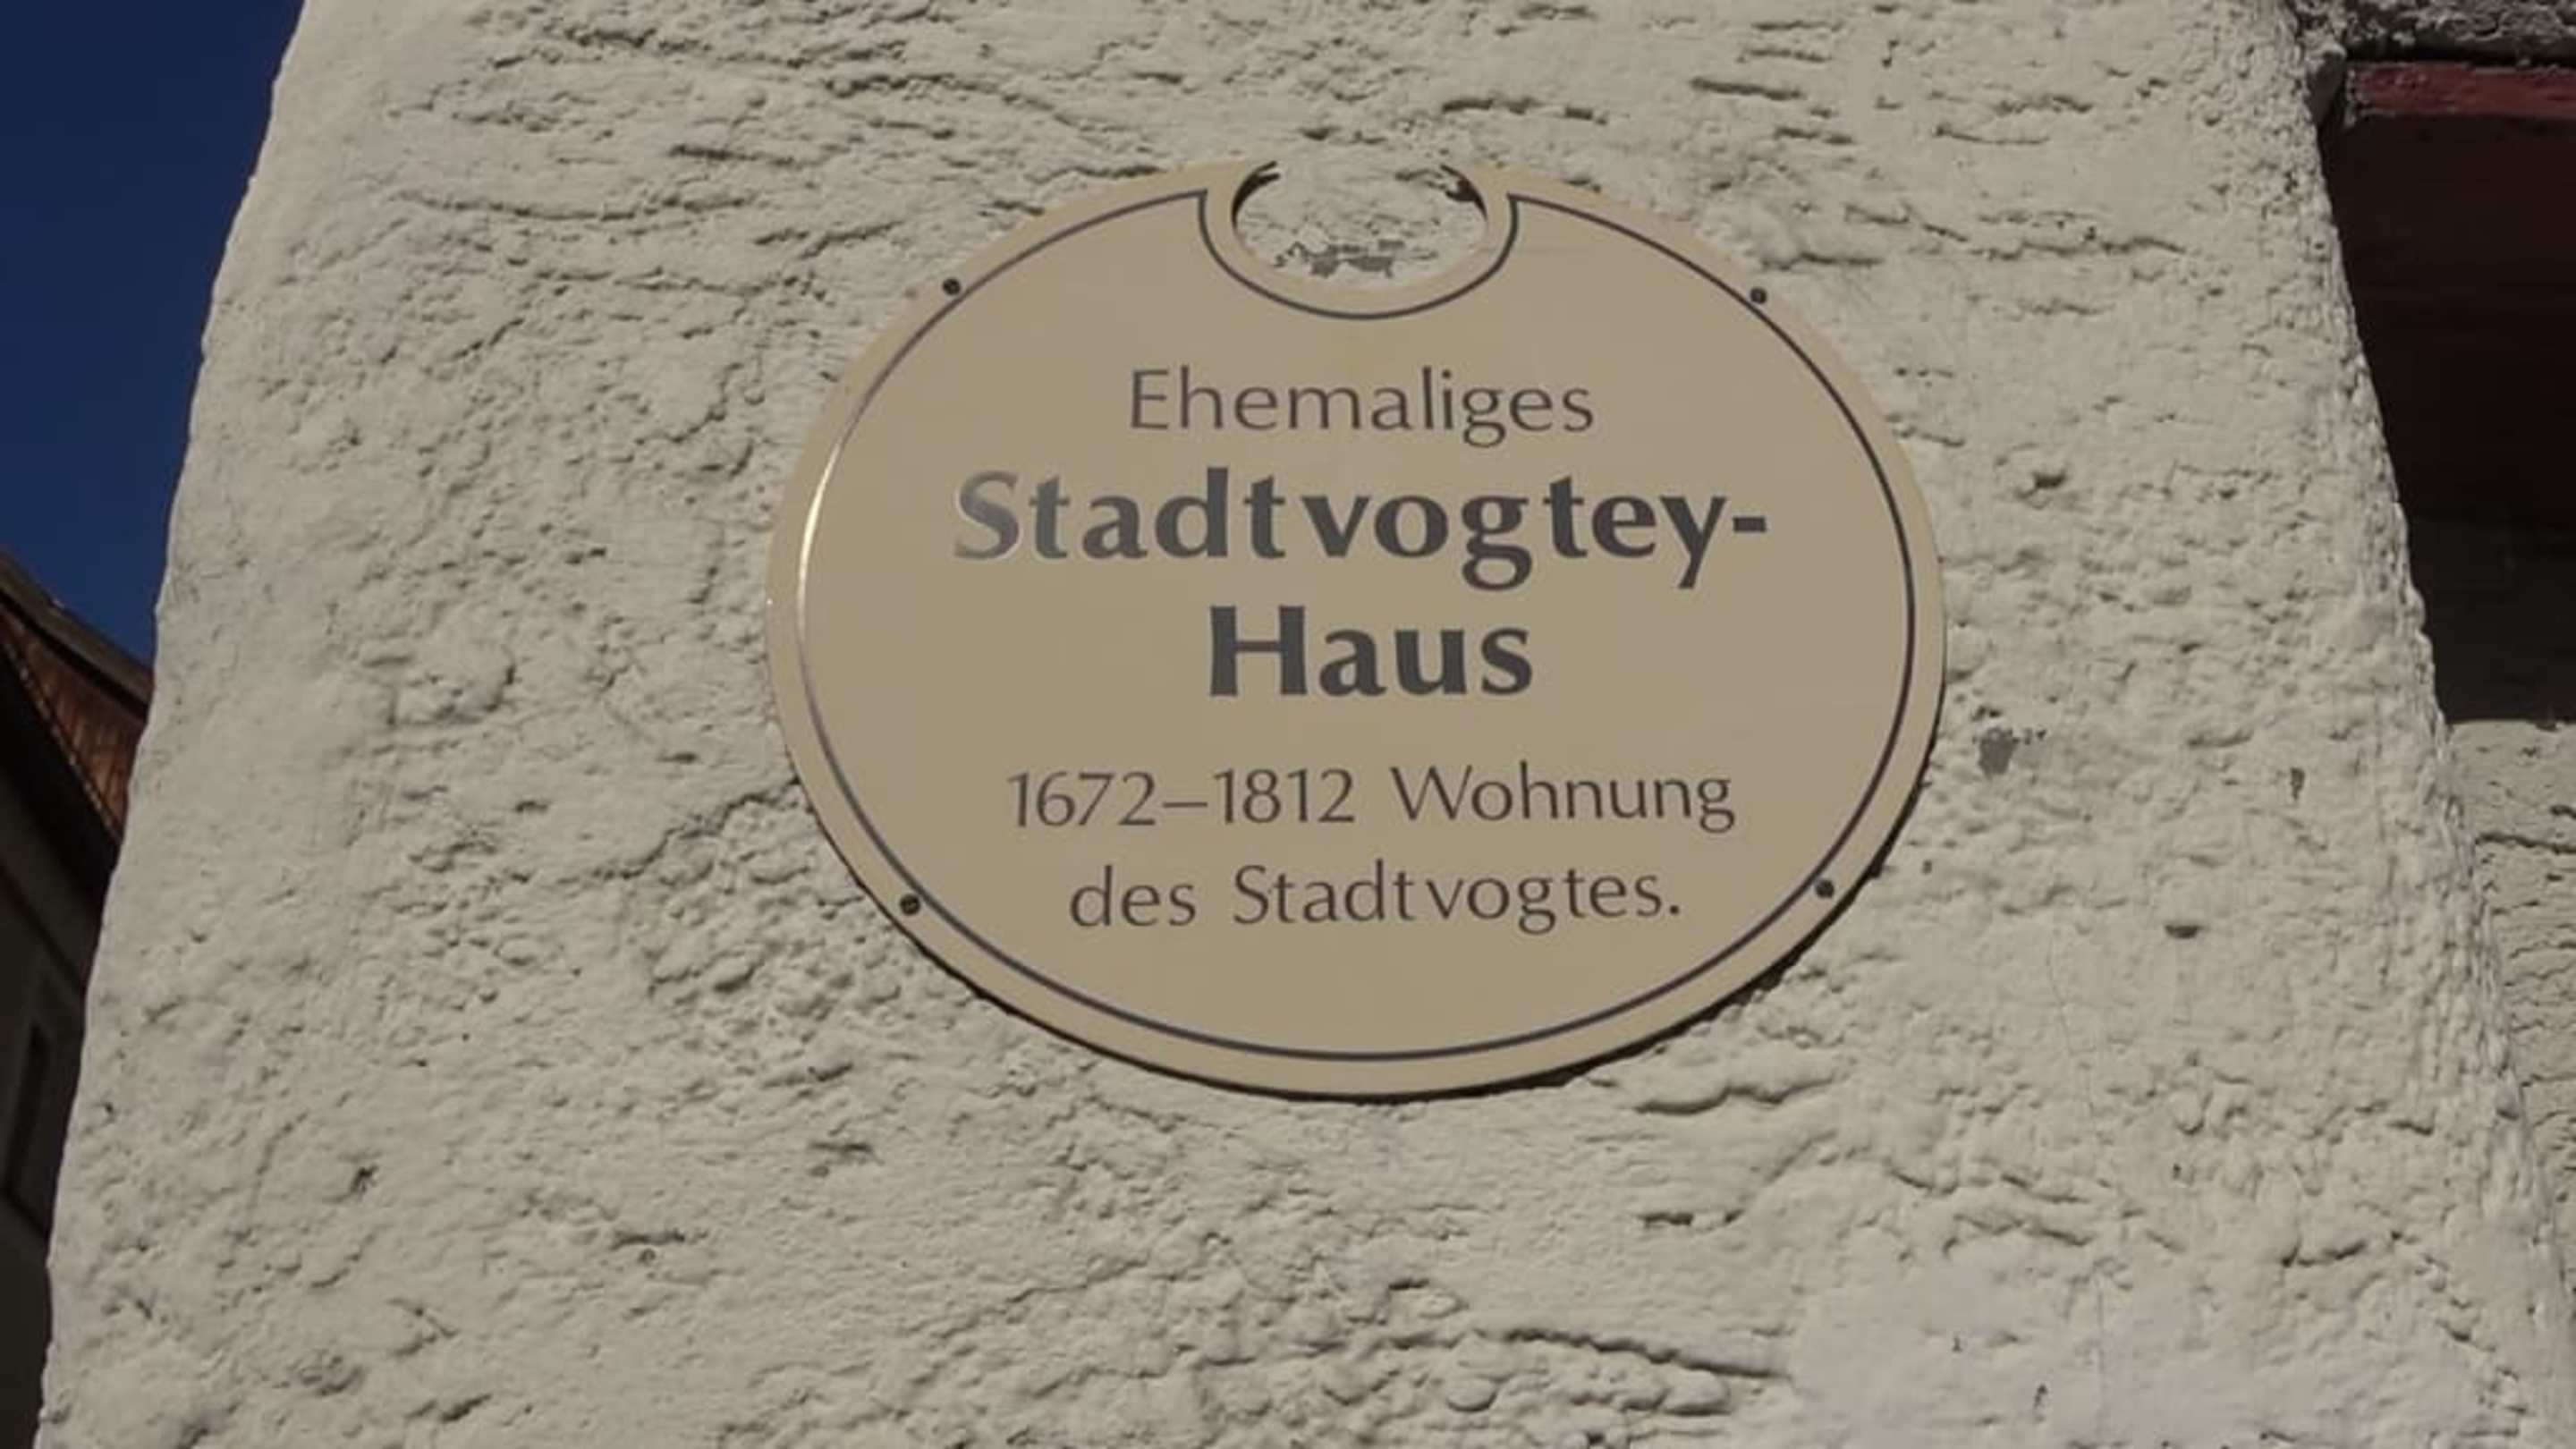 Ehemaliges
Stadtvogtey-
Haus
1672–1812 Wohnung
des Stadtvogtes.